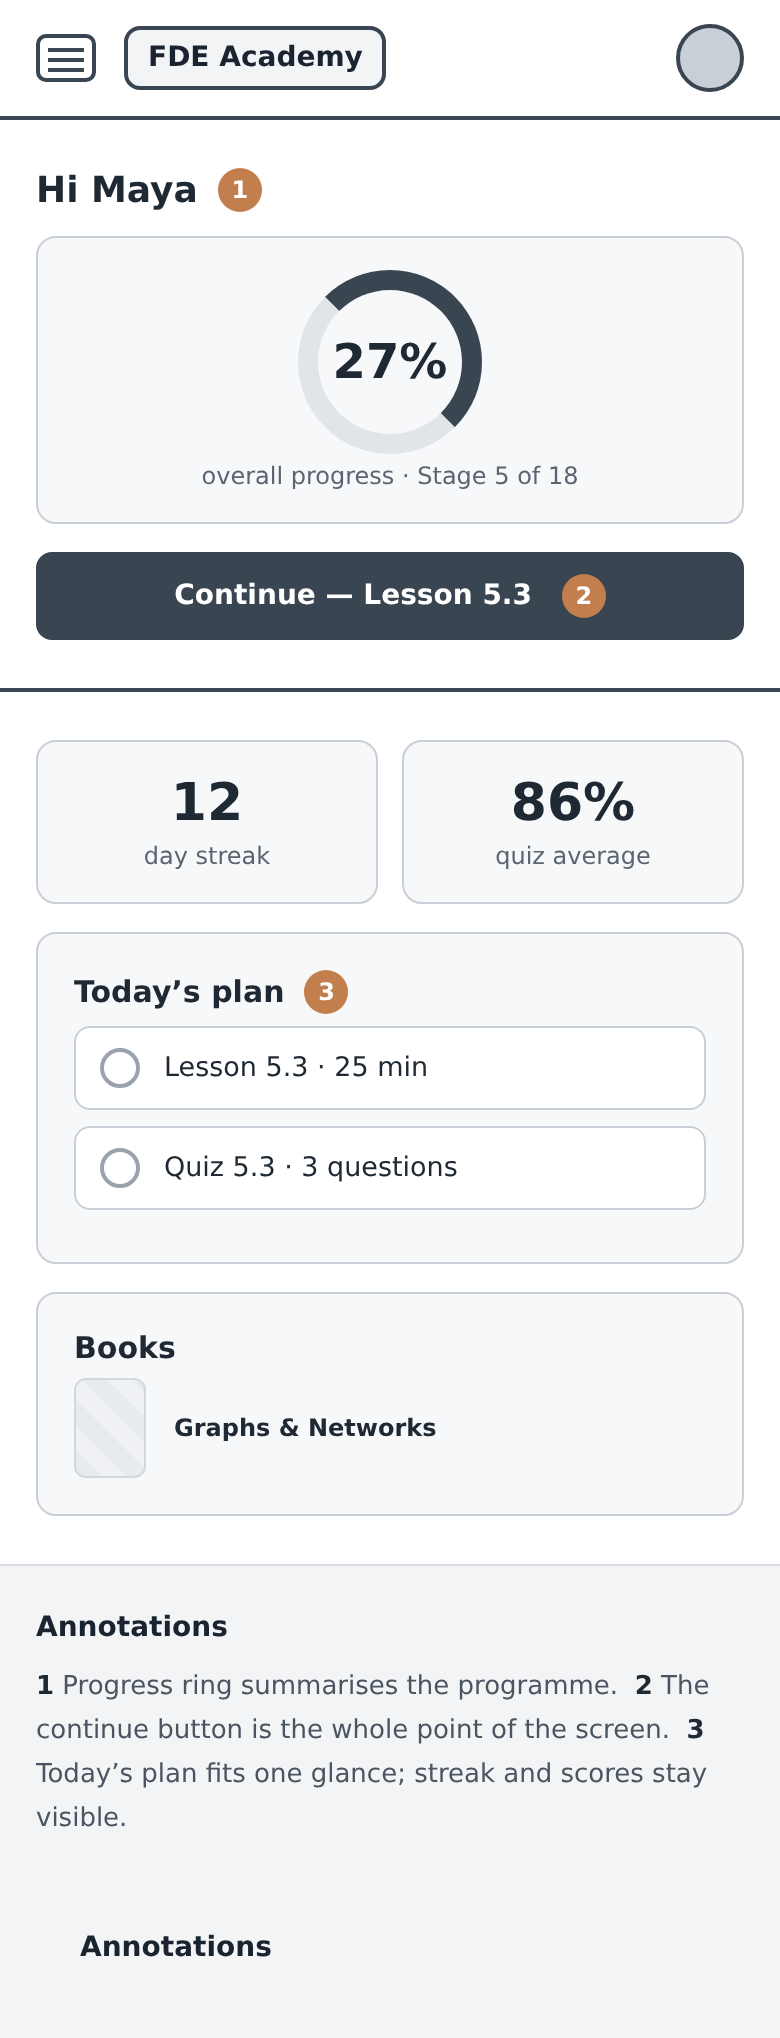 FDE Academy
Hi Maya 1
27%
overall progress · Stage 5 of 18
Continue — Lesson 5.3 2
12
day streak
86%
quiz average
Today’s plan 3
Lesson 5.3 · 25 min
Quiz 5.3 · 3 questions
Books
Graphs & Networks
Annotations
1 Progress ring summarises the programme. 2 The
continue button is the whole point of the screen. 3
Today’s plan fits one glance; streak and scores stay
visible.
Annotations